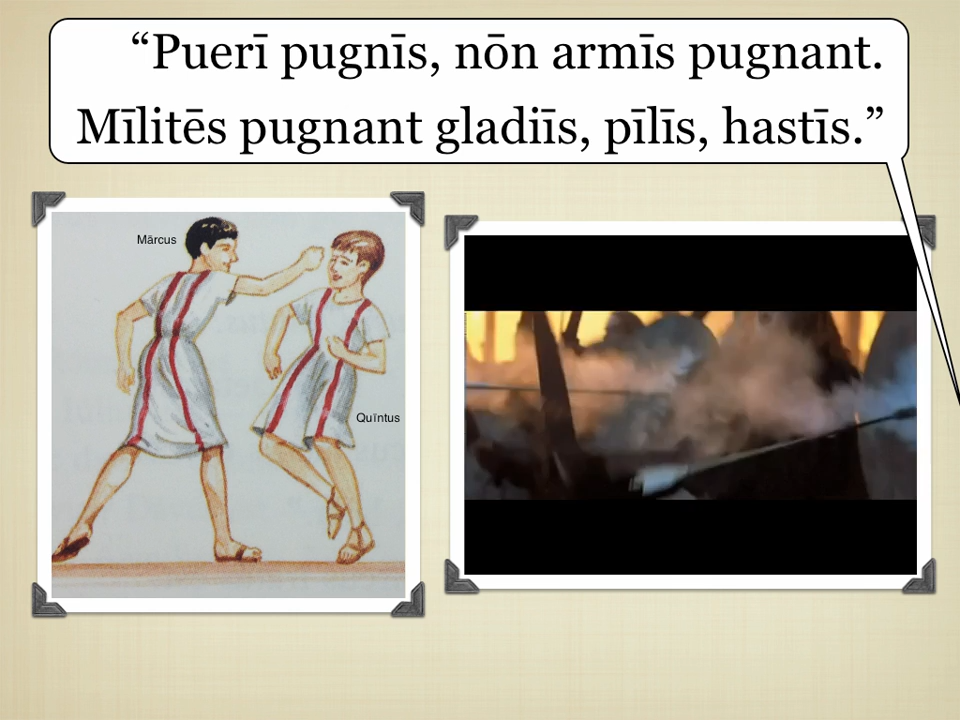 “Puerī pugnīs, nōn armīs pugnant.
Mīlitēs pugnant gladiīs, pīlīs, hastīs.”
Mārcus
Quīntus